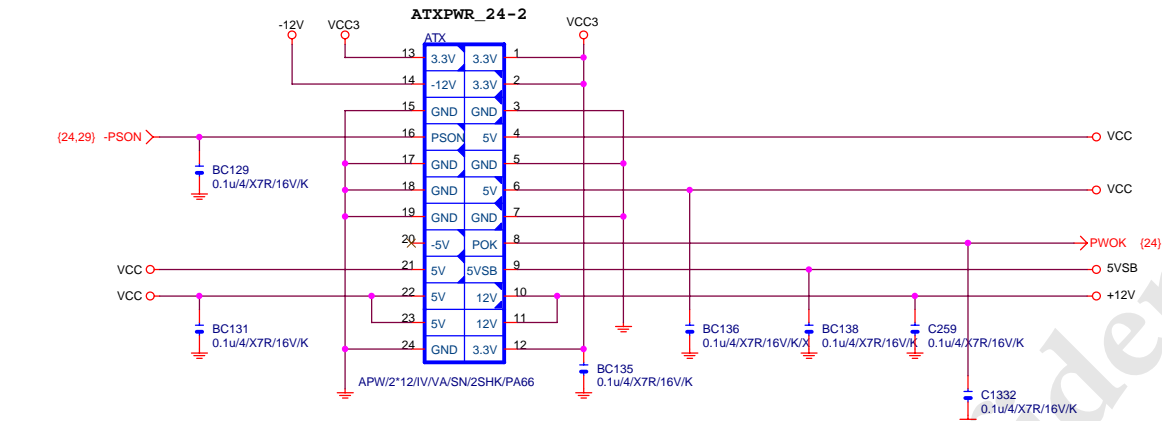 ATXPWR_24-2
-12V VCC3 VCC3
ATX
13 3.3V 3.3V 1
14 -12V 3.3V 2
15 GND GND 3
{24,29} -PSON 16 PSON 5V 4 VCC
17 GND GND 5
BC129
0.1u/4/X7R/16V/K
18 GND 5V 6 VCC
19 GND GND 7
20 -5V POK 8 PWOK {24}
VCC 21 5V 5VSB 9 5VSB
VCC 22 5V 12V 10 +12V
23 5V 12V 11
BC131 BC136 BC138 C259
0.1u/4/X7R/16V/K 0.1u/4/X7R/16V/K/X 0.1u/4/X7R/16V/K 0.1u/4/X7R/16V/K
24 GND 3.3V 12
APW/2*12/IV/VA/SN/2SHK/PA66
BC135
0.1u/4/X7R/16V/K
C1332
0.1u/4/X7R/16V/K